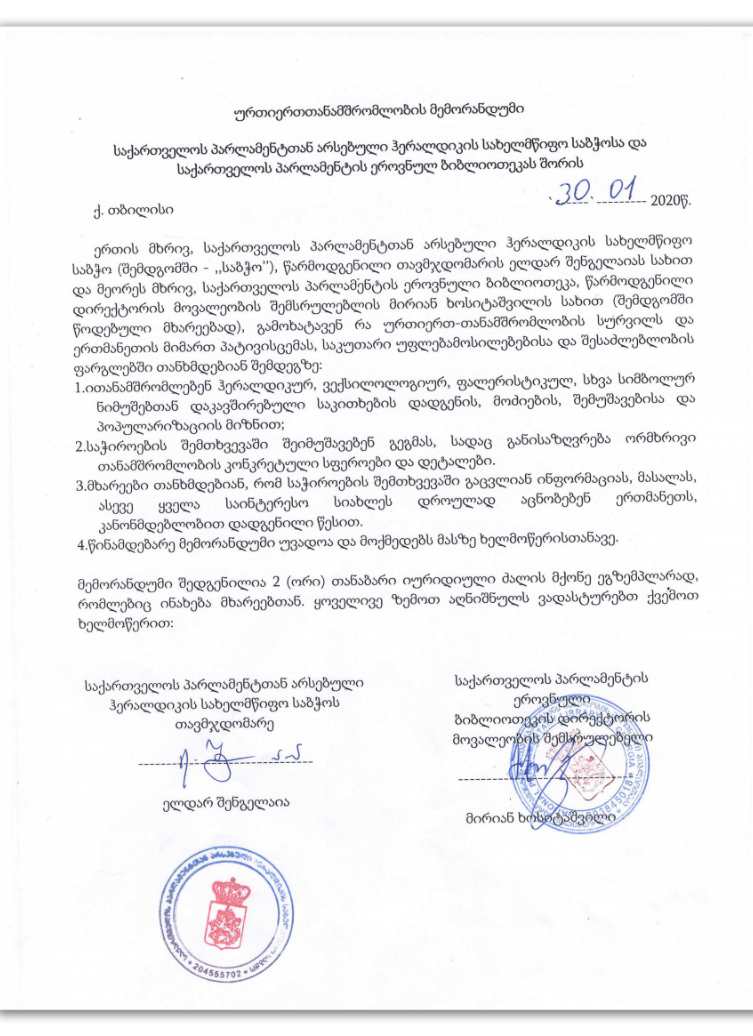 ურთიერთთანამშრომლობის მემორანდუმი
საქართველოს პარლამენტთან არსებული ჰერალდიკის სახელმწიფო საბჭოსა და
საქართველოს პარლამენტის ეროვნულ ბიბლიოთეკას შორის
30. 01 2020წ.
ქ. თბილისი
ერთის მხრივ, საქართველოს პარლამენტთან არსებული ჰერალდიკის სახელმწიფო
საბჭო (შემდგომში - ,,საბჭო”), წარმოდგენილი თავმჯდომარის ელდარ შენგელაიას სახით
და მეორეს მხრივ, საქართველოს პარლამენტის ეროვნული ბიბლიოთეკა, წარმოდგენილი
დირექტორის მოვალეობის შემსრულებლის მირიან ხოსიტაშვილის სახით (შემდგომში
წოდებული მხარეებად), გამოხატავენ რა ურთიერთ-თანამშრომლობის სურვილს და
ერთმანეთის მიმართ პატივისცემას, საკუთარი უფლებამოსილებებისა და შესაძლებლობის
ფარგლებში თანხმდებიან შემდეგზე:
1.ითანამშრომლებენ ჰერალდიკურ, ვექსილოლოგიურ, ფალერისტიკულ, სხვა სიმბოლურ
ნიმუშებთან დაკავშირებული საკითხების დადგენის, მოძიების, შემუშავებისა და
პოპულარიზაციის მიზნით;
2.საჭიროების შემთხვევაში შეიმუშავებენ გეგმას, სადაც განისაზღვრება ორმხრივი
თანამშრომლობის კონკრეტული სფეროები და დეტალები.
3.მხარეები თანხმდებიან, რომ საჭიროების შემთხვევაში გაცვლიან ინფორმაციას, მასალას,
ასევე ყველა საინტერესო სიახლეს დროულად აცნობებენ ერთმანეთს,
კანონმდებლობით დადგენილი წესით.
4.წინამდებარე მემორანდუმი უვადოა და მოქმედებს მასზე ხელმოწერისთანავე.
მემორანდუმი შედგენილია 2 (ორი) თანაბარი იურიდიული ძალის მქონე ეგზემპლარად,
რომლებიც ინახება მხარეებთან. ყოველივე ზემოთ აღნიშნულს ვადასტურებთ ქვემოთ
ხელმოწერით:
საქართველოს პარლამენტთან არსებული
ჰერალდიკის სახელმწიფო საბჭოს
თავმჯდომარე
ელდარ შენგელაია
საქართველოს პარლამენტის
ეროვნული
ბიბლიოთეკის დირექტორის
მოვალეობის შემსრულებელი
მირიან ხოსიტაშვილი
204555702